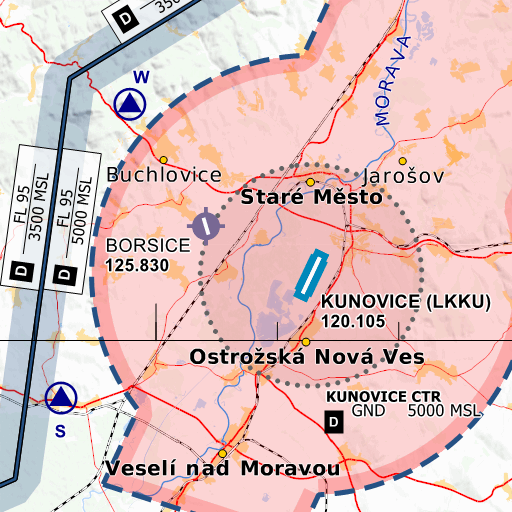 D
350
W
MORAVA
FL 95
3500 MSL
D
FL 95
5000 MSL
D
Buchlovice
Jarošov
Staré Město
BORSICE
125.830
KUNOVICE (LKKU)
120.105
Ostrožská Nová Ves
KUNOVICE CTR
D
GND 5000 MSL
S
Veselí nad Moravou